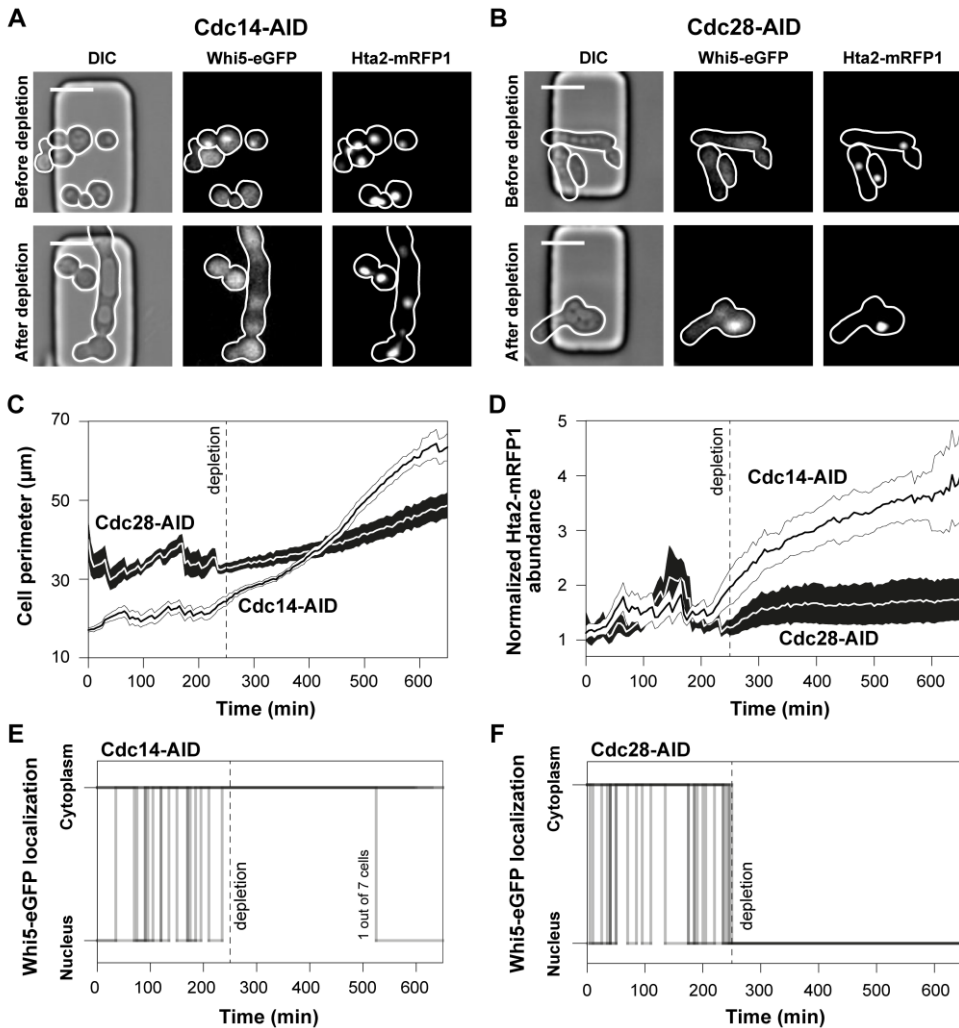 A
Cdc14-AID
DIC
Whi5-eGFP
Hta2-mRFP1
Before depletion
After depletion
B
Cdc28-AID
DIC
Whi5-eGFP
Hta2-mRFP1
Before depletion
After depletion
C
Cell perimeter (µm)
70
50
30
10
depletion
Cdc28-AID
Cdc14-AID
0 100 200 300 400 500 600
Time (min)
D
Normalized Hta2-mRFP1
abundance
5
4
3
2
1
depletion
Cdc14-AID
Cdc28-AID
0 100 200 300 400 500 600
Time (min)
E
Cdc14-AID
Whi5-eGFP localization
Cytoplasm
Nucleus
depletion
1 out of 7 cells
0 100 200 300 400 500 600
Time (min)
F
Cdc28-AID
Whi5-eGFP localization
Cytoplasm
Nucleus
depletion
0 100 200 300 400 500 600
Time (min)